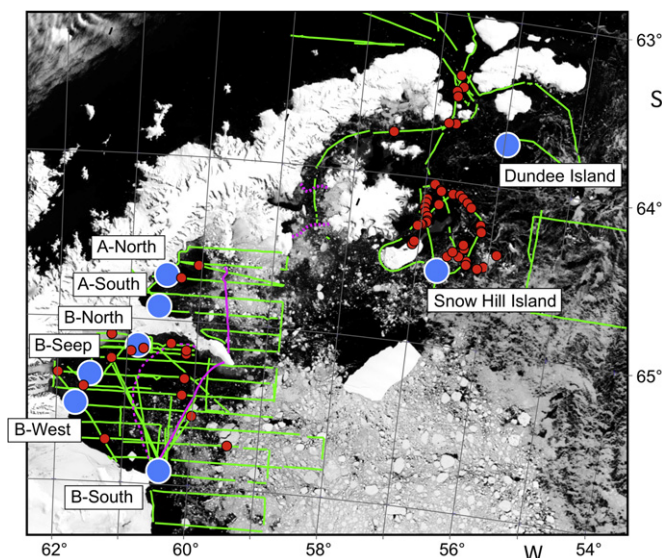 63°
S
Dundee Island
64°
A-North
A-South
Snow Hill Island
B-North
B-Seep
65°
B-West
B-South
62°
60°
58°
56°
W
54°